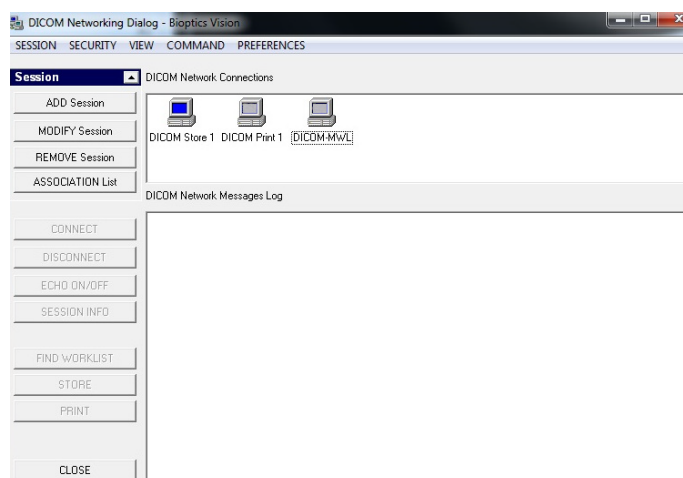 DICOM Networking Dialog - Bioptics Vision
SESSION SECURITY VIEW COMMAND PREFERENCES
Session
ADD Session
MODIFY Session
REMOVE Session
ASSOCIATION List
CONNECT
DISCONNECT
ECHO ON/OFF
SESSION INFO
FIND WORKLIST
STORE
PRINT
CLOSE
DICOM Network Connections
DICOM Store 1 DICOM Print 1 DICOM-MWL
DICOM Network Messages Log